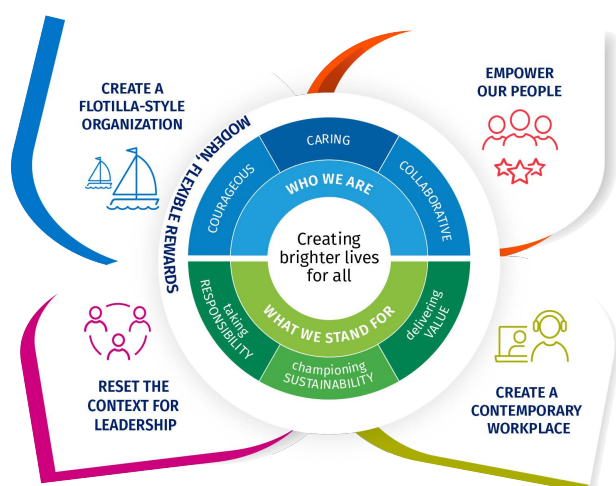 CREATE A
FLOTILLA-STYLE
ORGANIZATION
EMPOWER
OUR PEOPLE
MODERN, FLEXIBLE REWARDS
COURAGEOUS
CARING
COLLABORATIVE
WHO WE ARE
Creating
brighter lives
for all
WHAT WE STAND FOR
taking
RESPONSIBILITY
championing
SUSTAINABILITY
delivering
VALUE
RESET THE
CONTEXT FOR
LEADERSHIP
CREATE A
CONTEMPORARY
WORKPLACE